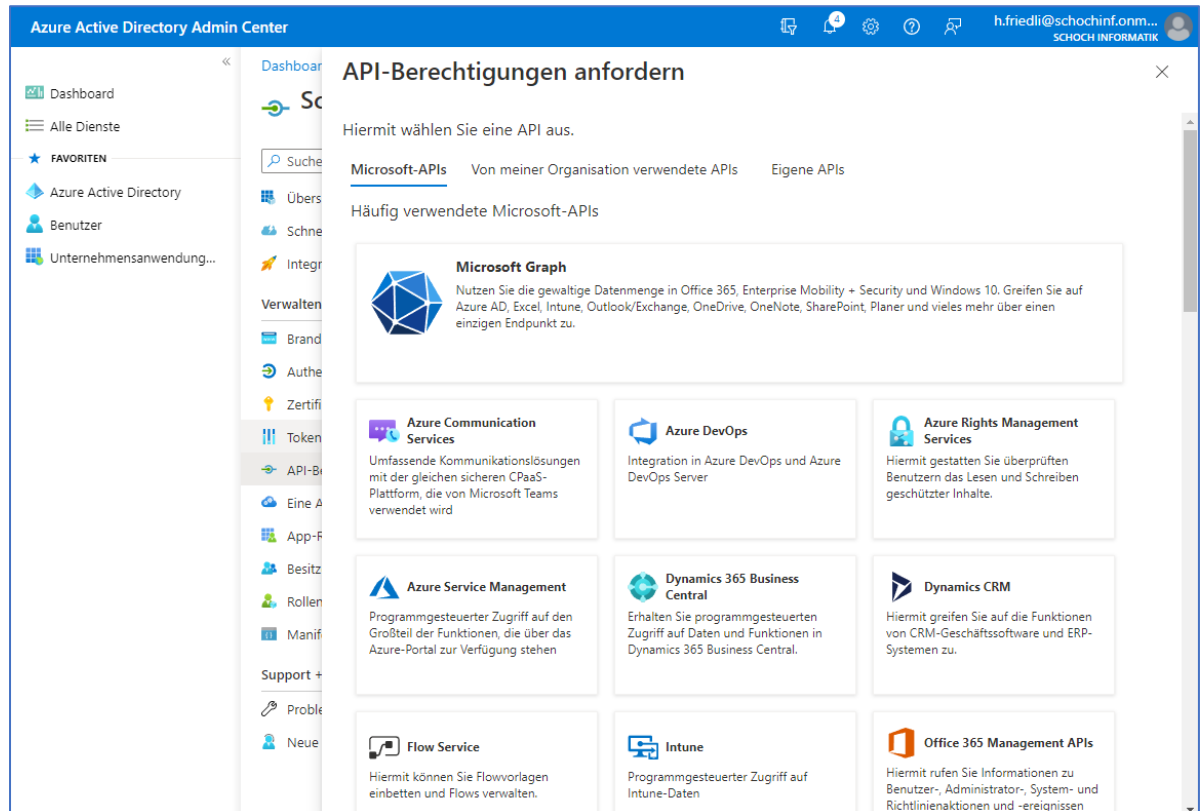 Azure Active Directory Admin Center
4
h.friedli@schochinf.onm...
SCHOCH INFORMATIK
«
Dashboard
Alle Dienste
FAVORITEN
Azure Active Directory
Benutzer
Unternehmensanwendung...
Dashboar
Sc
Suche
Übers
Schne
Integr
Verwalten
Brand
Authe
Zertifi
Token
API-Be
Eine A
App-R
Besitz
Rollen
Manif
Support +
Proble
Neue
API-Berechtigungen anfordern
Hiermit wählen Sie eine API aus.
Microsoft-APIs Von meiner Organisation verwendete APIs Eigene APIs
Häufig verwendete Microsoft-APIs
Microsoft Graph
Nutzen Sie die gewaltige Datenmenge in Office 365, Enterprise Mobility + Security und Windows 10. Greifen Sie auf
Azure AD, Excel, Intune, Outlook/Exchange, OneDrive, OneNote, SharePoint, Planer und vieles mehr über einen
einzigen Endpunkt zu.
Azure Communication
Services
Umfassende Kommunikationslösungen
mit der gleichen sicheren CPaaS-
Plattform, die von Microsoft Teams
verwendet wird
Azure DevOps
Integration in Azure DevOps und Azure
DevOps Server
Azure Rights Management
Services
Hiermit gestatten Sie überprüften
Benutzern das Lesen und Schreiben
geschützter Inhalte.
Azure Service Management
Programmgesteuerter Zugriff auf den
Großteil der Funktionen, die über das
Azure-Portal zur Verfügung stehen
Dynamics 365 Business
Central
Erhalten Sie programmgesteuerten
Zugriff auf Daten und Funktionen in
Dynamics 365 Business Central.
Dynamics CRM
Hiermit greifen Sie auf die Funktionen
von CRM-Geschäftssoftware und ERP-
Systemen zu.
Flow Service
Hiermit können Sie Flowvorlagen
einbetten und Flows verwalten.
Intune
Programmgesteuerter Zugriff auf
Intune-Daten
Office 365 Management APIs
Hiermit rufen Sie Informationen zu
Benutzer-, Administrator-, System- und
Richtlinienaktionen und -ereignissen